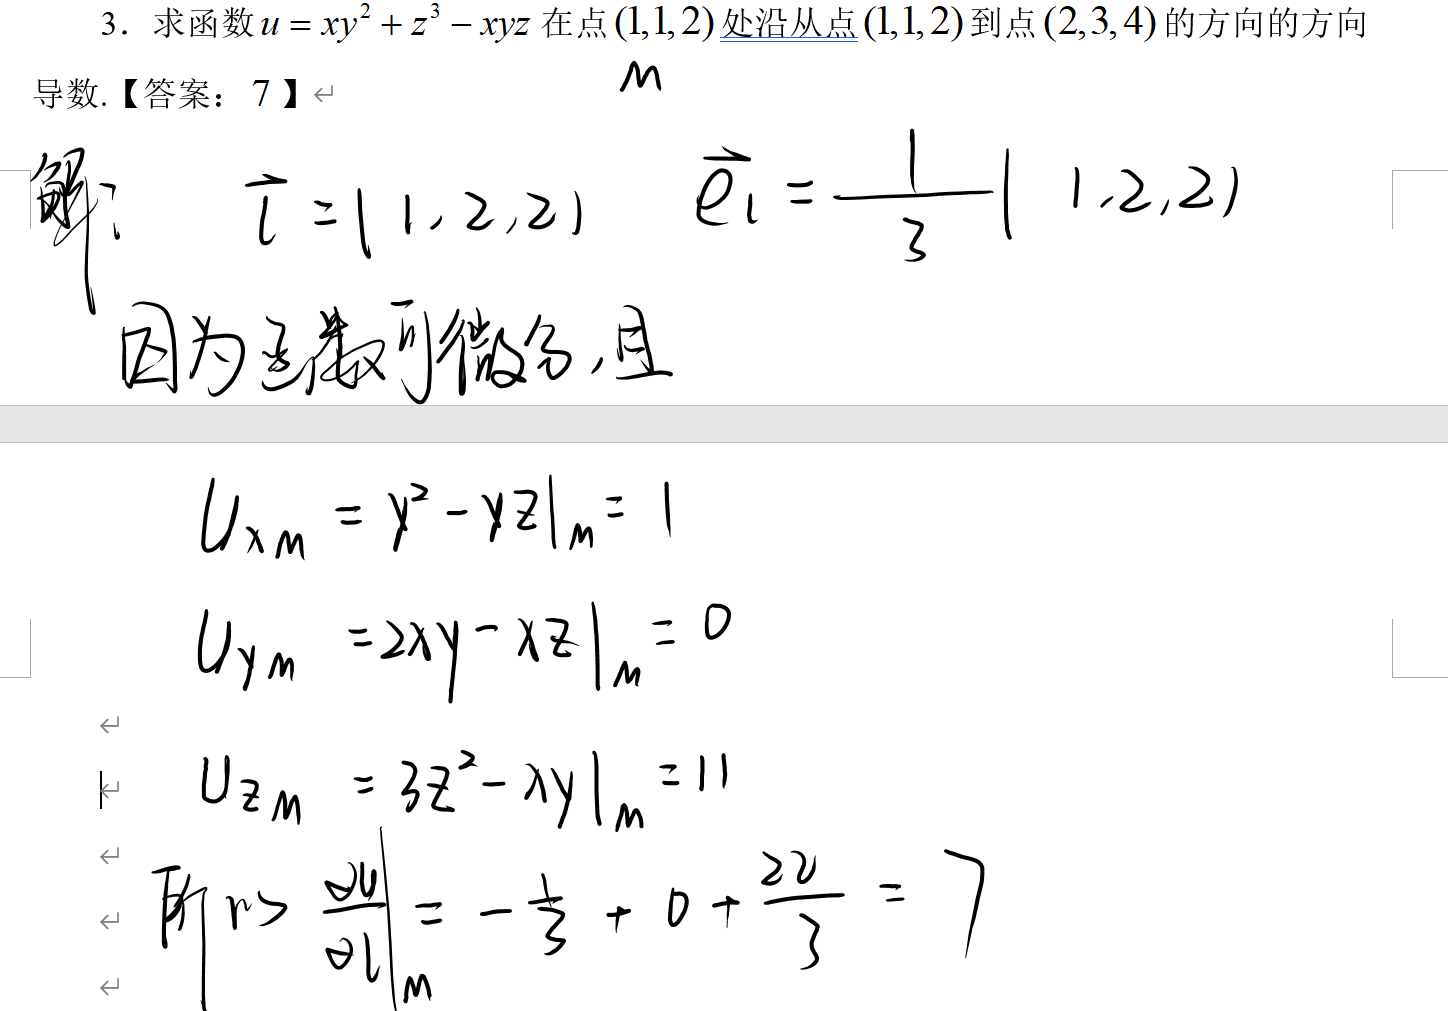 3．求函数 u = xy² + z³ − xyz 在点 (1,1,2) 处沿从点 (1,1,2) 到点 (2,3,4) 的方向的方向
导数.【答案： 7 】↵
M
解: l⃗ = (1,2,2) e⃗ₗ = 1/3 (1,2,2)
因为函数可微分,且
U_xM = y² − yz|_M = 1
U_yM = 2xy − xz|_M = 0
U_zM = 3z² − xy|_M = 11
所以 ∂u/∂l|_M = − 1/3 + 0 + 22/3 = 7